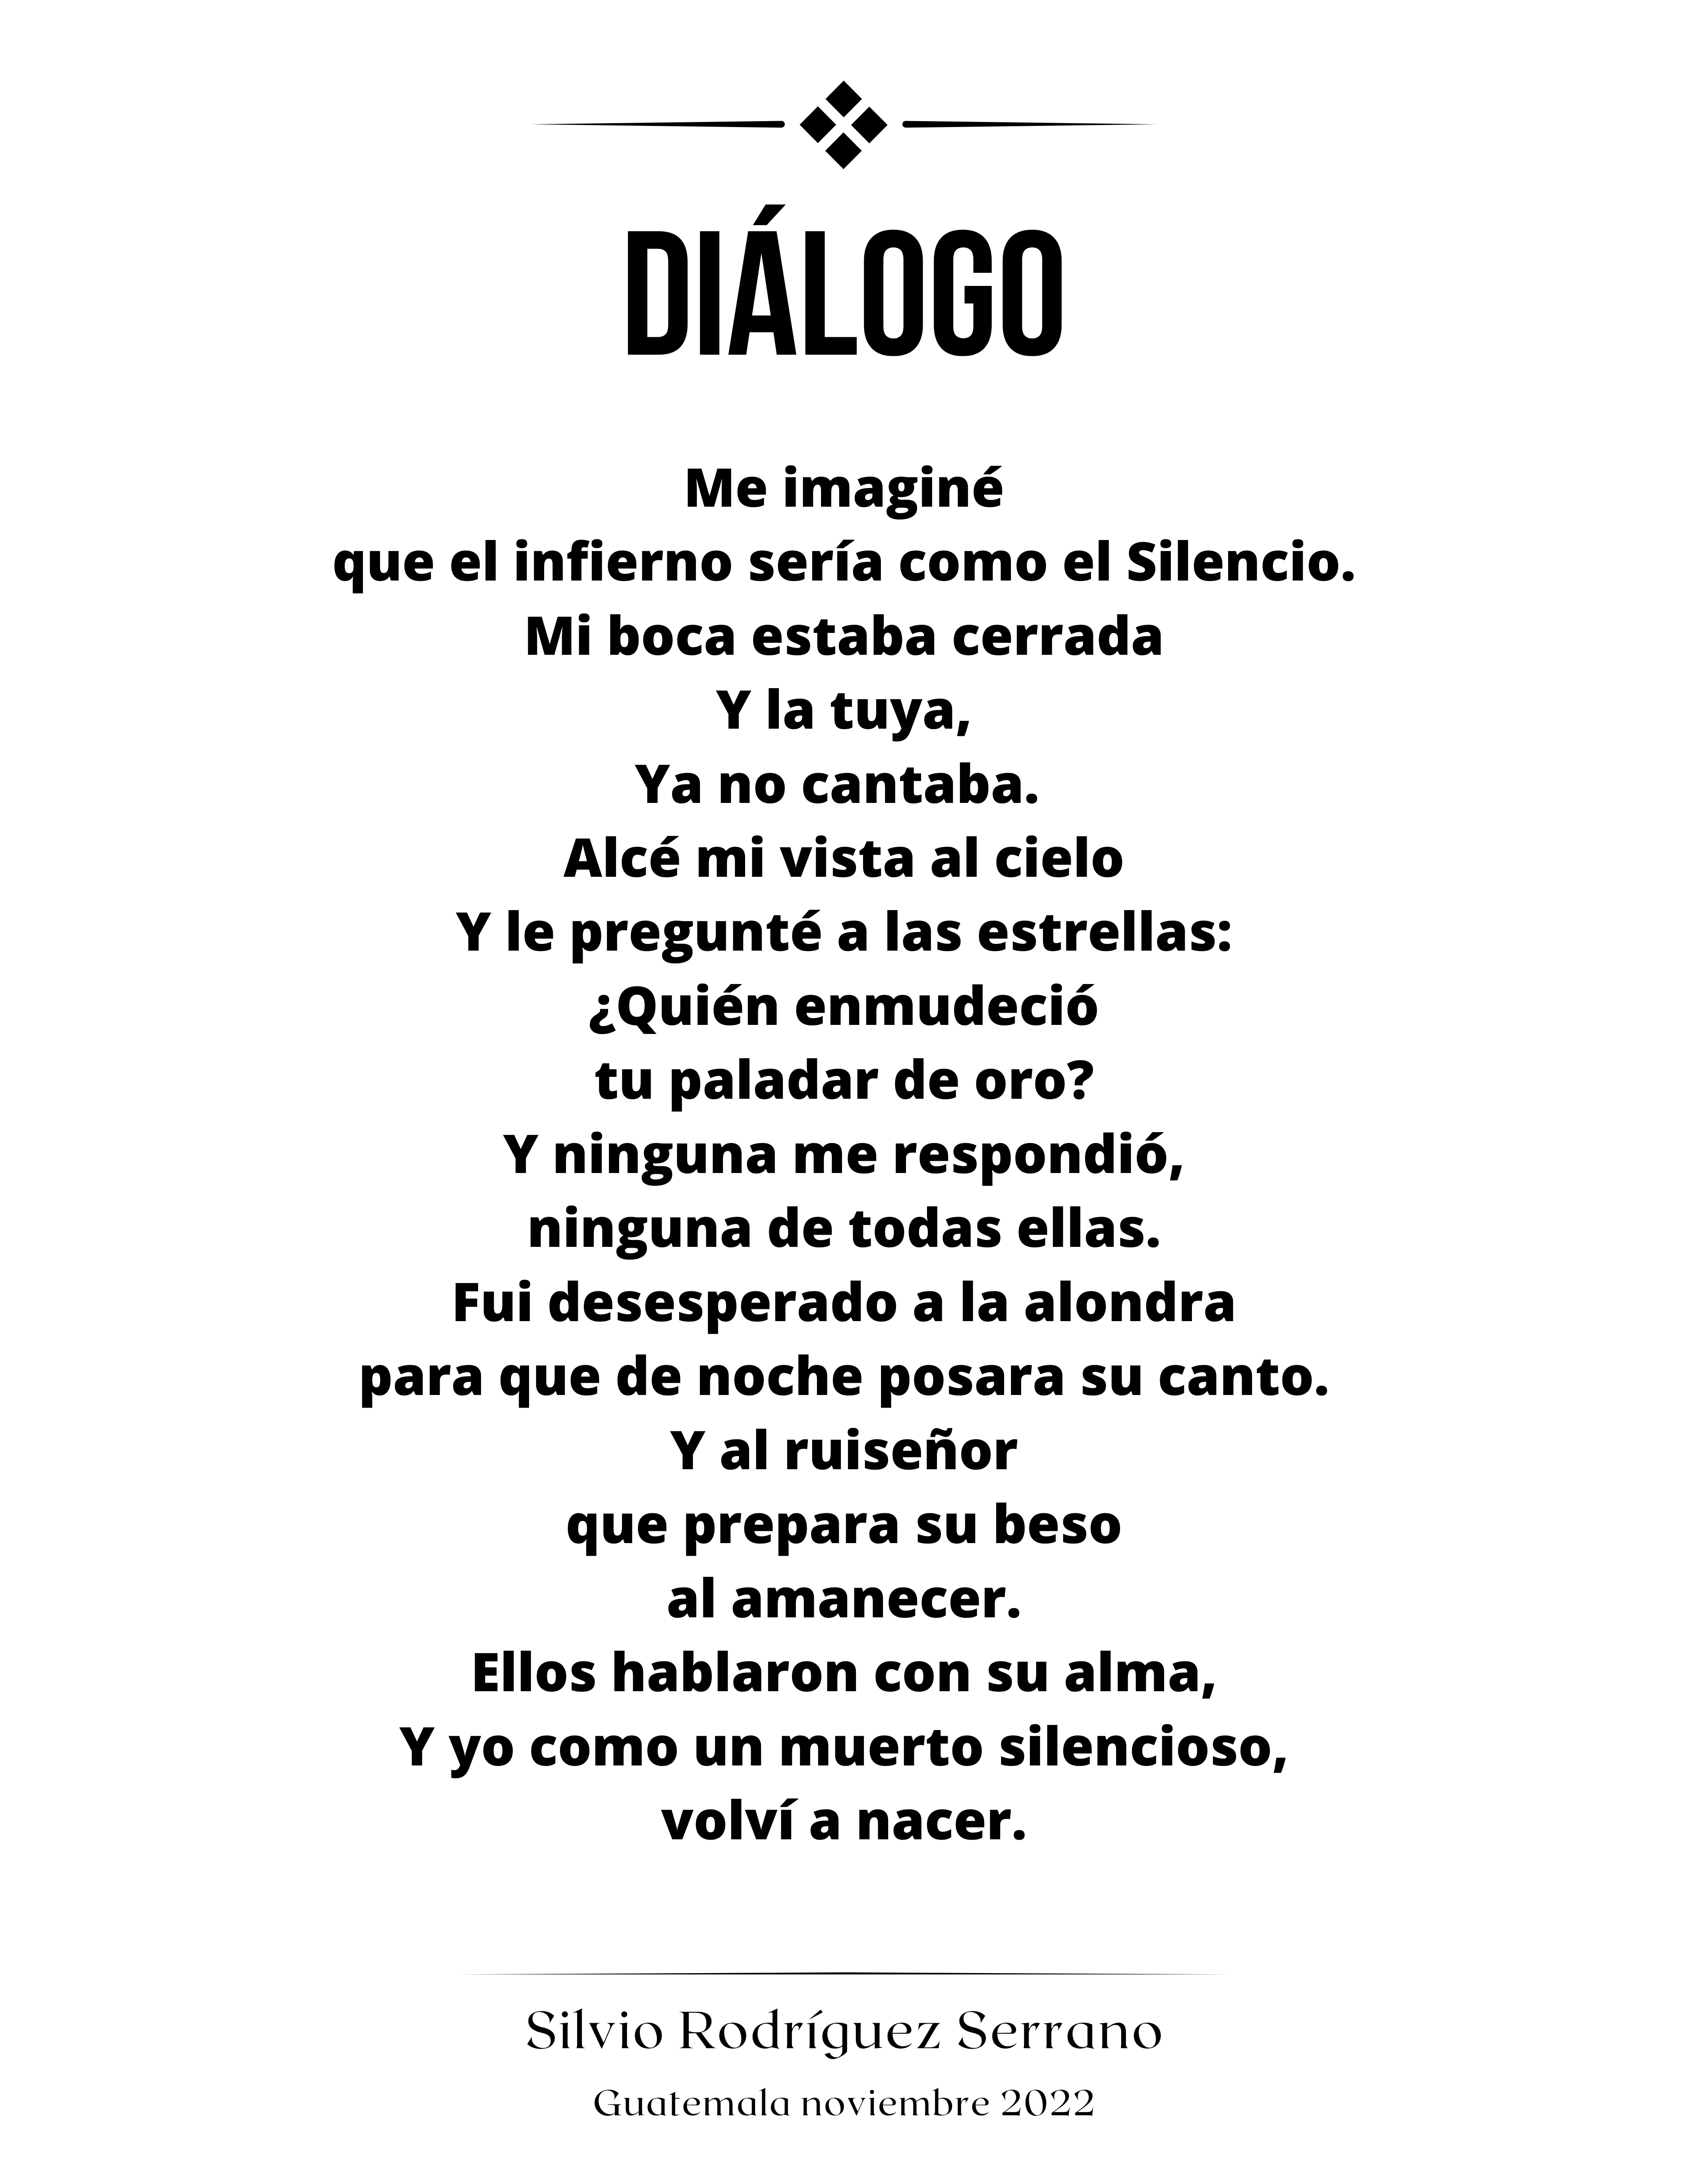 DIÁLOGO
Me imaginé
que el infierno sería como el Silencio.
Mi boca estaba cerrada
Y la tuya,
Ya no cantaba.
Alcé mi vista al cielo
Y le pregunté a las estrellas:
¿Quién enmudeció
tu paladar de oro?
Y ninguna me respondió,
ninguna de todas ellas.
Fui desesperado a la alondra
para que de noche posara su canto.
Y al ruiseñor
que prepara su beso
al amanecer.
Ellos hablaron con su alma,
Y yo como un muerto silencioso,
volví a nacer.
Silvio Rodríguez Serrano
Guatemala noviembre 2022